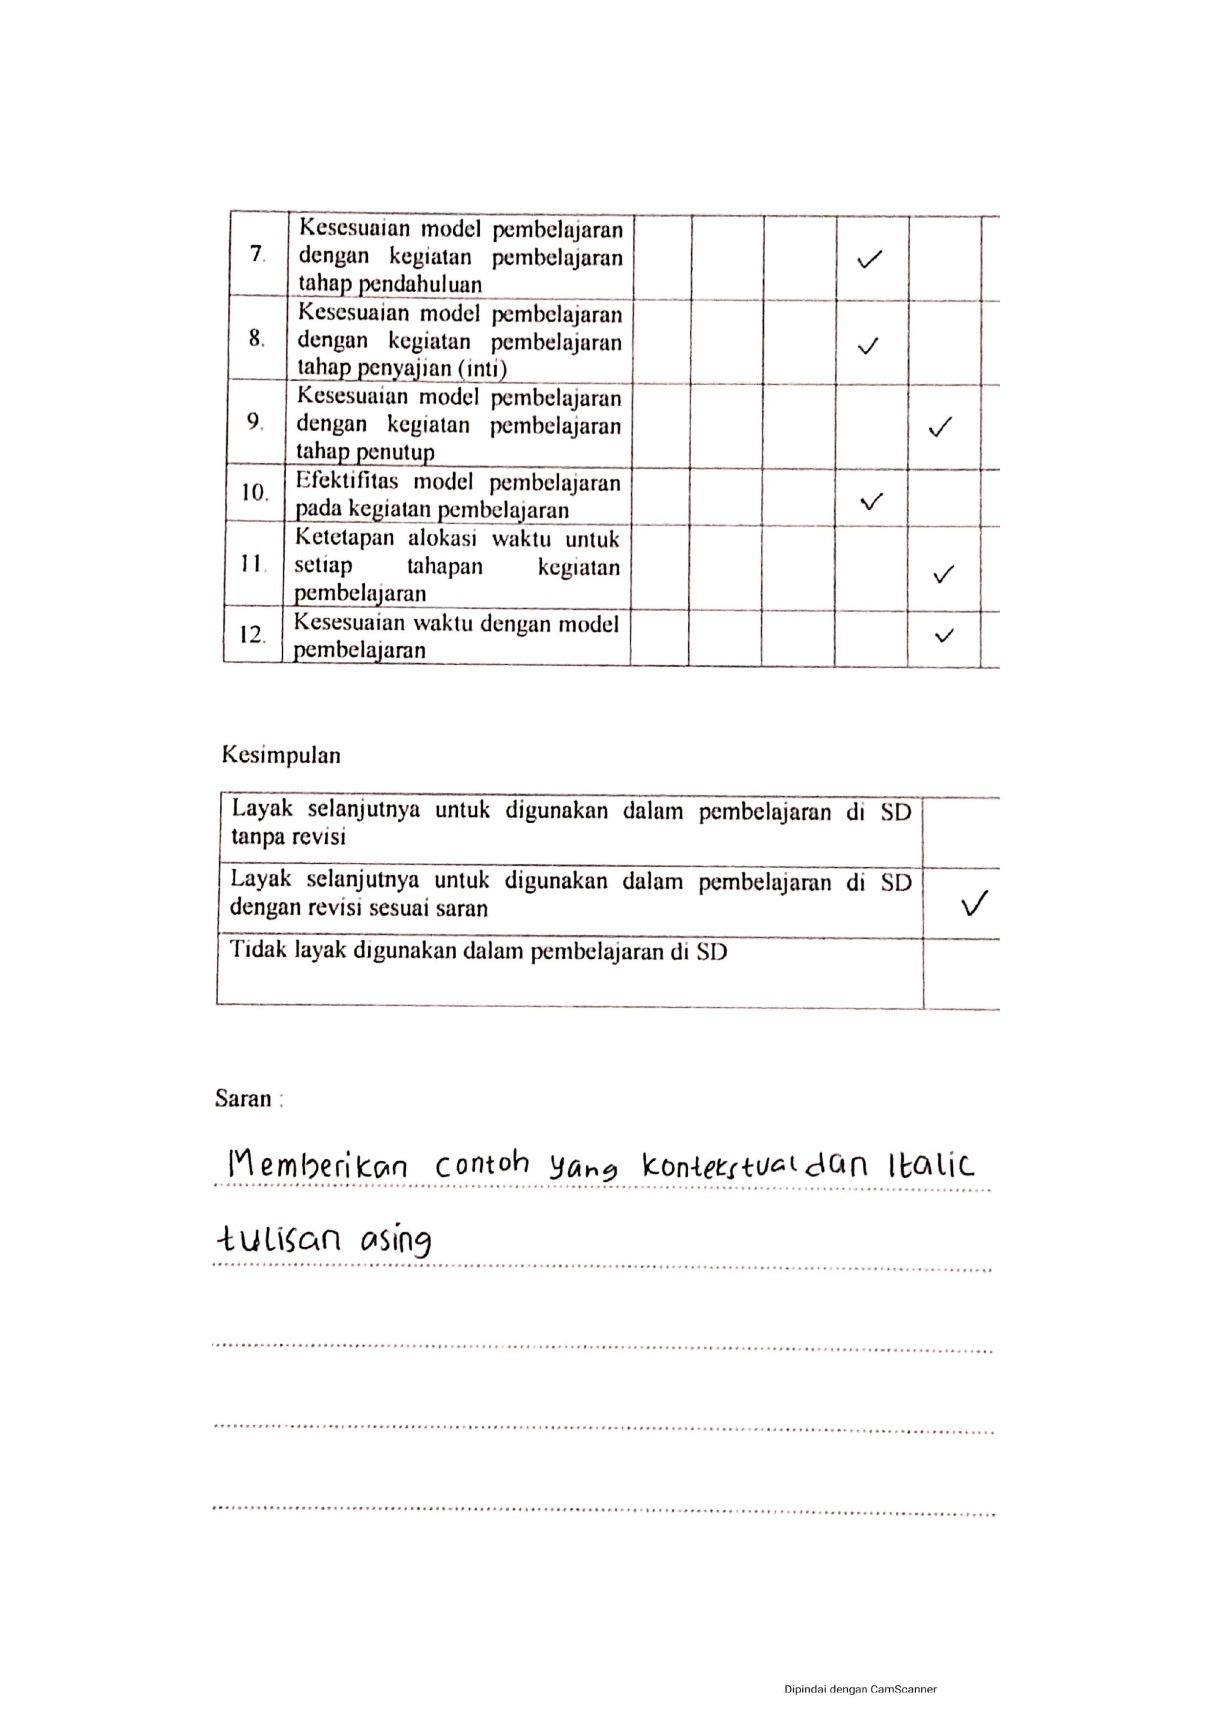 7.
Kesesuaian model pembelajaran
dengan kegiatan pembelajaran
tahap pendahuluan
✓
8.
Kesesuaian model pembelajaran
dengan kegiatan pembelajaran
tahap penyajian (inti)
✓
9.
Kesesuaian model pembelajaran
dengan kegiatan pembelajaran
tahap penutup
✓
10.
Efektifitas model pembelajaran
pada kegiatan pembelajaran
✓
11.
Ketetapan alokasi waktu untuk
setiap tahapan kegiatan
pembelajaran
✓
12.
Kesesuaian waktu dengan model
pembelajaran
✓
Kesimpulan
Layak selanjutnya untuk digunakan dalam pembelajaran di SD
tanpa revisi
Layak selanjutnya untuk digunakan dalam pembelajaran di SD
dengan revisi sesuai saran
✓
Tidak layak digunakan dalam pembelajaran di SD
Saran :
Memberikan contoh yang kontekstual dan Italic
tulisan asing
Dipindai dengan CamScanner